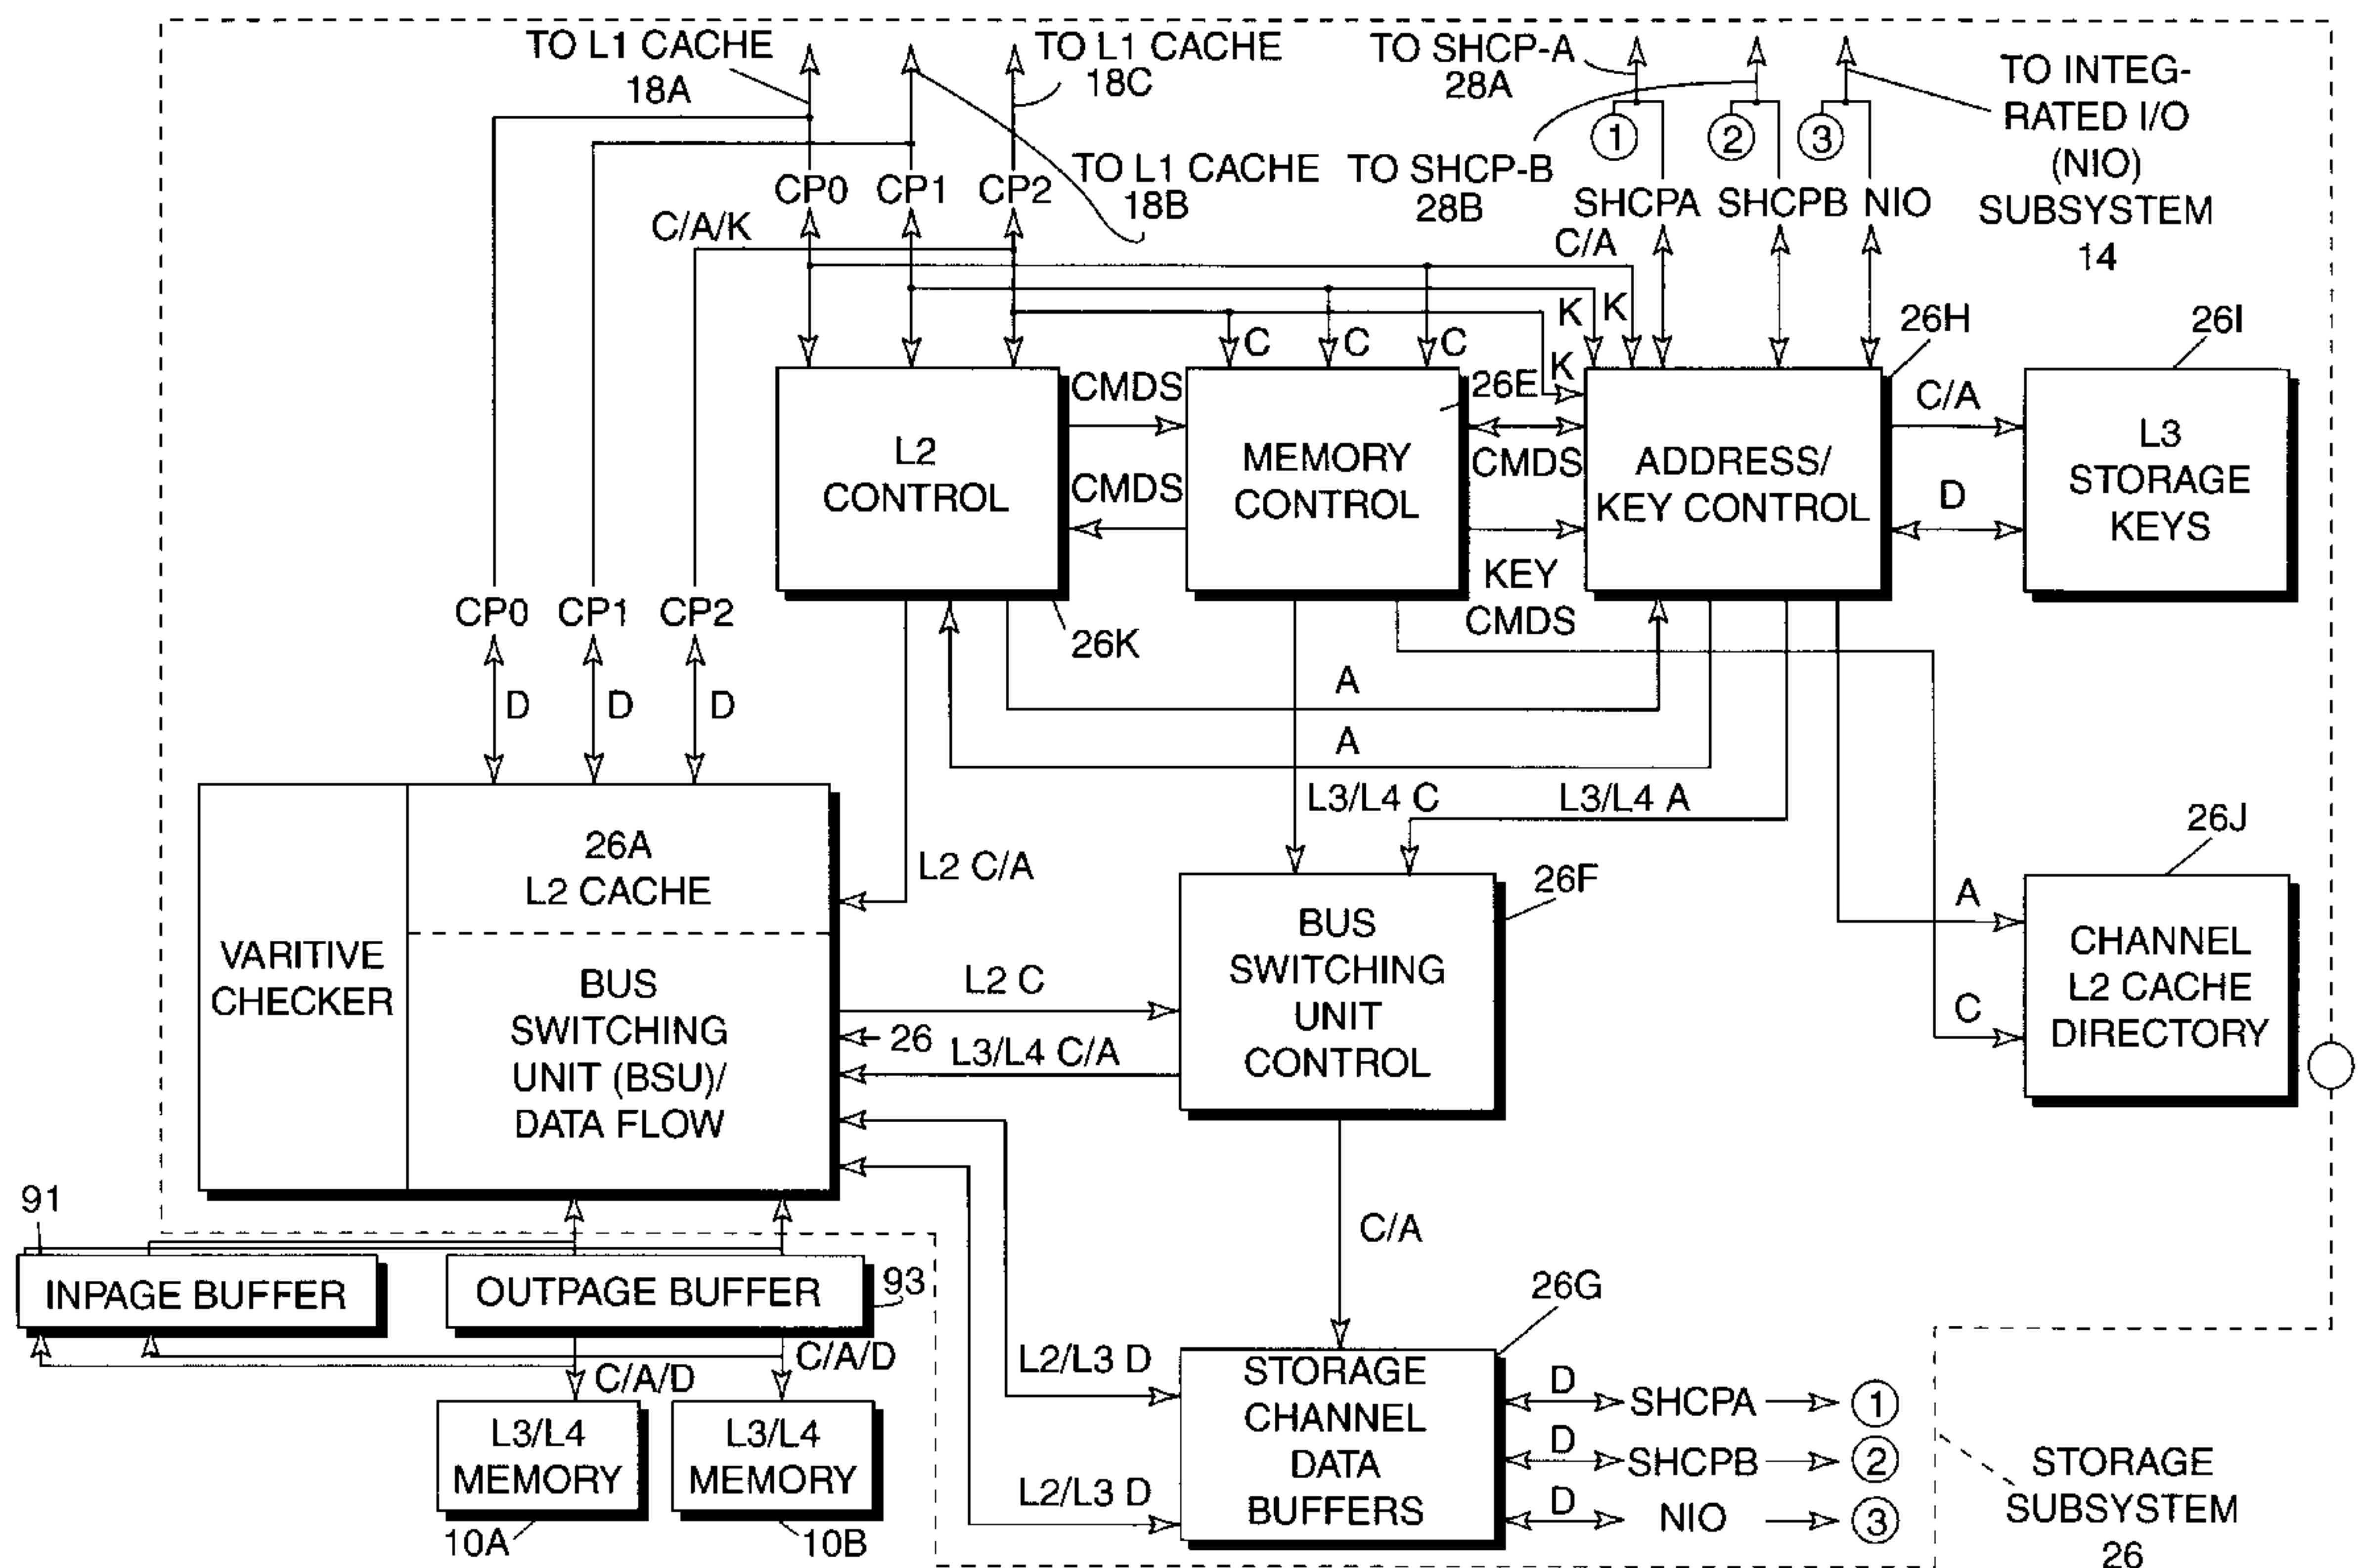 TO L1 CACHE
18A
TO L1 CACHE
18C
TO SHCP-A
28A
TO INTEG-
RATED I/O
(NIO)
SUBSYSTEM
14
1
2
3
TO L1 CACHE
18B
TO SHCP-B
28B
CP0
CP1
CP2
SHCPA
SHCPB
NIO
C/A/K
C/A
K
K
K
C
C
C
26H
26I
26E
CMDS
CMDS
CMDS
KEY
CMDS
L2
CONTROL
MEMORY
CONTROL
ADDRESS/
KEY CONTROL
C/A
D
L3
STORAGE
KEYS
CP0
CP1
CP2
26K
D
D
D
A
A
L3/L4 C
L3/L4 A
26J
26A
L2 CACHE
L2 C/A
26F
A
C
VARITIVE
CHECKER
BUS
SWITCHING
UNIT (BSU)/
DATA FLOW
L2 C
26
L3/L4 C/A
BUS
SWITCHING
UNIT
CONTROL
CHANNEL
L2 CACHE
DIRECTORY
91
C/A
INPAGE BUFFER
OUTPAGE BUFFER
93
26G
C/A/D
C/A/D
L2/L3 D
L2/L3 D
L3/L4
MEMORY
L3/L4
MEMORY
10A
10B
STORAGE
CHANNEL
DATA
BUFFERS
D
SHCPA
1
D
SHCPB
2
D
NIO
3
STORAGE
SUBSYSTEM
26